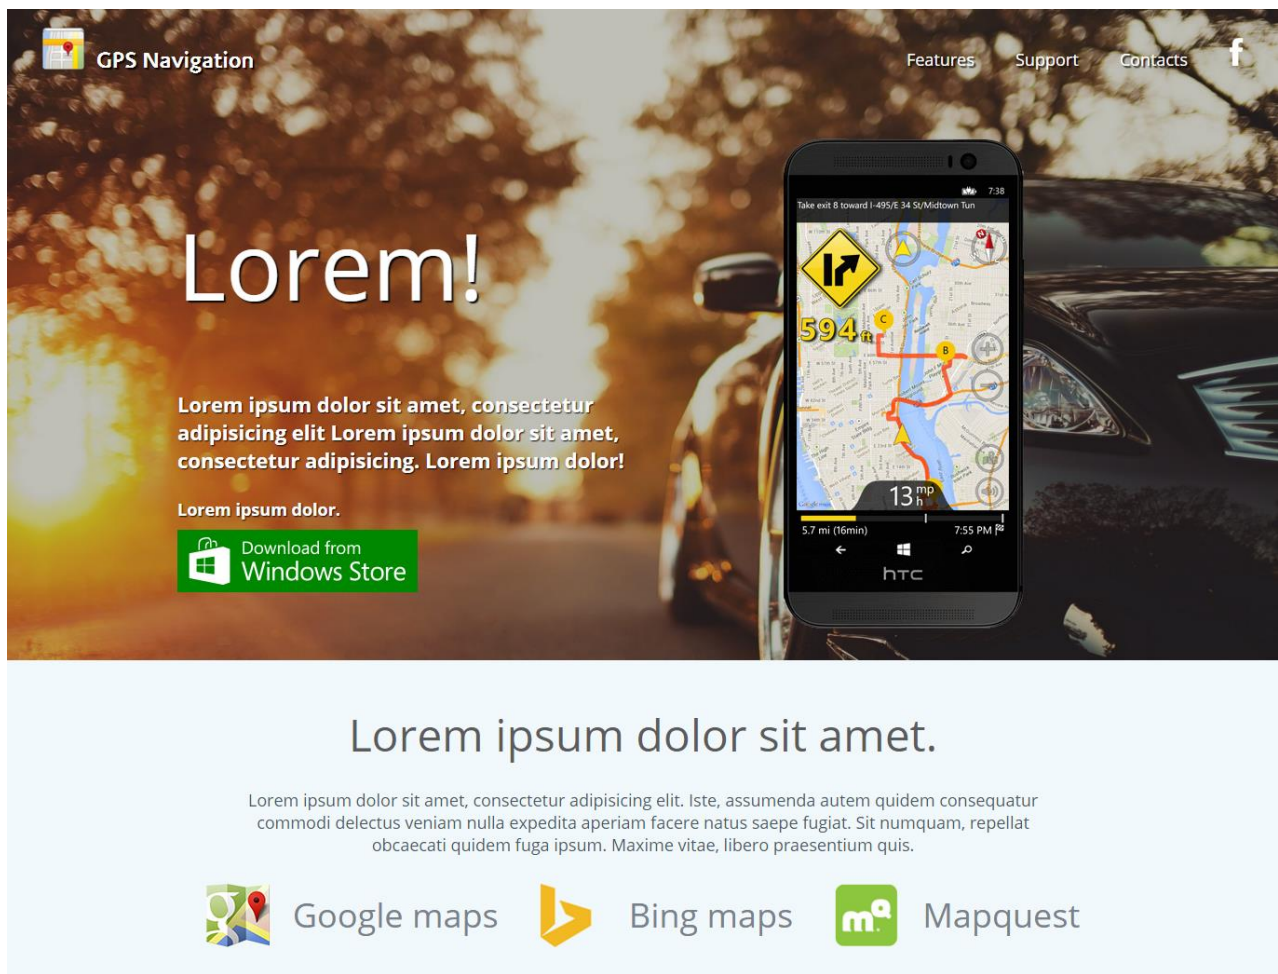 GPS Navigation
Features Support Contacts f
Lorem!
Lorem ipsum dolor sit amet, consectetur
adipisicing elit Lorem ipsum dolor sit amet,
consectetur adipisicing. Lorem ipsum dolor!
Lorem ipsum dolor.
Download from
Windows Store
7:38
Take exit 8 toward I-495/E 34 St/Midtown Tun
594 ft
C
B
13 mp
h
5.7 mi (16min) 7:55 PM
hTC
Lorem ipsum dolor sit amet.
Lorem ipsum dolor sit amet, consectetur adipisicing elit. Iste, assumenda autem quidem consequatur
commodi delectus veniam nulla expedita aperiam facere natus saepe fugiat. Sit numquam, repellat
obcaecati quidem fuga ipsum. Maxime vitae, libero praesentium quis.
Google maps Bing maps Mapquest